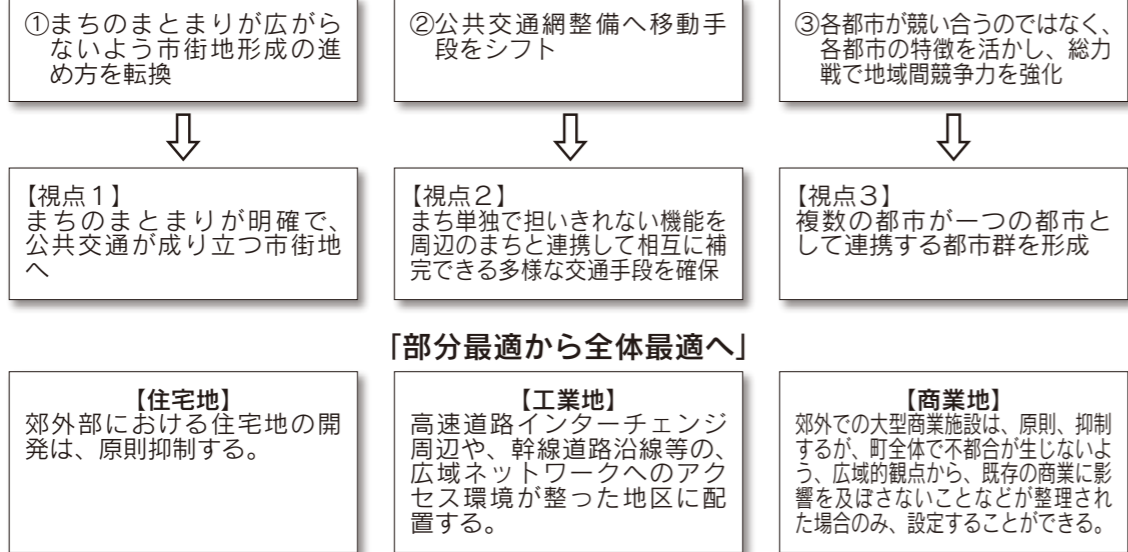 ①まちのまとまりが広がら
ないよう市街地形成の進
め方を転換
②公共交通網整備へ移動手
段をシフト
③各都市が競い合うのではなく、
各都市の特徴を活かし、総力
戦で地域間競争力を強化
【視点1】
まちのまとまりが明確で、
公共交通が成り立つ市街地
へ
【視点2】
まち単独で担いきれない機能を
周辺のまちと連携して相互に補
完できる多様な交通手段を確保
【視点3】
複数の都市が一つの都市と
して連携する都市群を形成
「部分最適から全体最適へ」
【住宅地】
郊外部における住宅地の開
発は、原則抑制する。
【工業地】
高速道路インターチェンジ
周辺や、幹線道路沿線等の、
広域ネットワークへのアク
セス環境が整った地区に配
置する。
【商業地】
郊外での大型商業施設は、原則、抑制
するが、町全体で不都合が生じないよ
う、広域的観点から、既存の商業に影
響を及ぼさないことなどが整理され
た場合のみ、設定することができる。